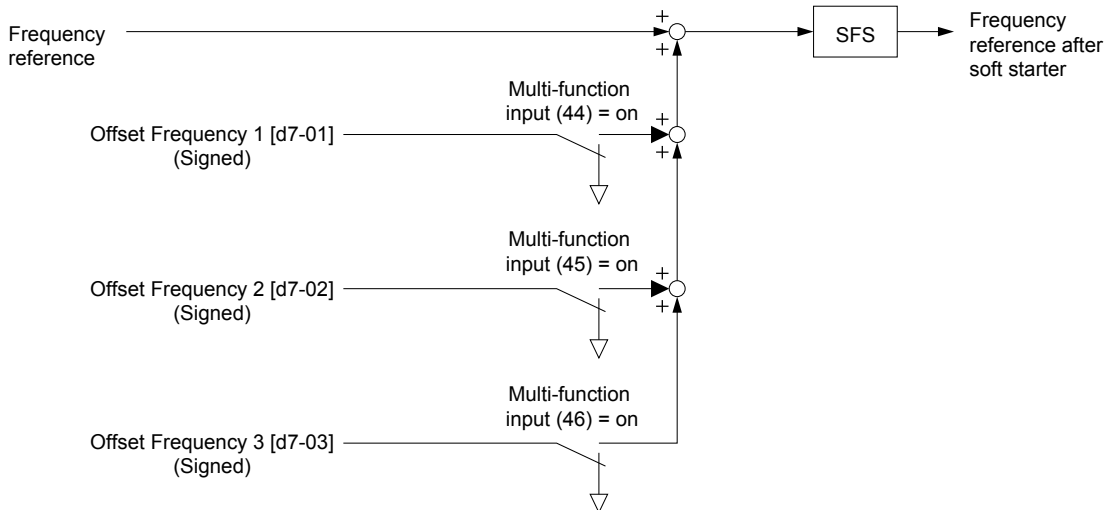 Frequency
reference
+
+
SFS
Frequency
reference after
soft starter
Multi-function
input (44) = on
Offset Frequency 1 [d7-01]
(Signed)
+
+
Multi-function
input (45) = on
Offset Frequency 2 [d7-02]
(Signed)
+
+
Multi-function
input (46) = on
Offset Frequency 3 [d7-03]
(Signed)